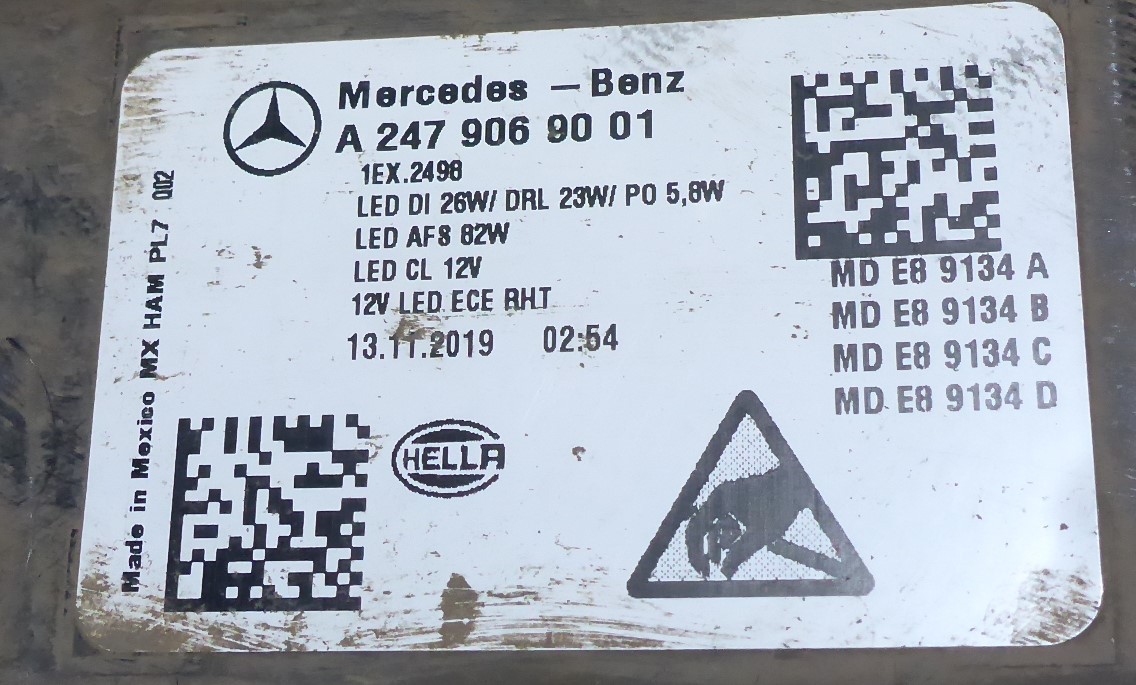 Mercedes – Benz
A 247 906 90 01
1EX.2498
LED DI 26W/ DRL 23W/ PO 5,8W
LED AFS 82W
LED CL 12V
12V LED ECE RHT
13.11.2019 02:54
MD E8 9134 A
MD E8 9134 B
MD E8 9134 C
MD E8 9134 D
Made in Mexico MX HAM PL7 Q02
HELLA